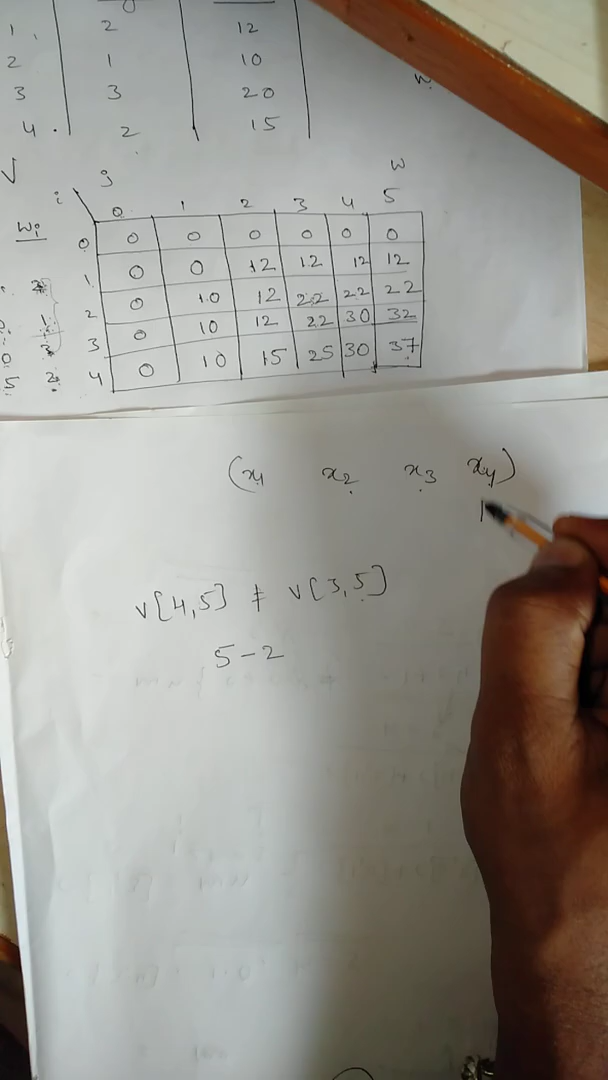 1 2 12
2 1 10
3 3 20
4 2 15
V j W
i 0 1 2 3 4 5
wi
0 0 0 0 0 0 0
1 0 0 12 12 12 12
2 0 10 12 22 22 22
3 0 10 12 22 30 32
4 0 10 15 25 30 37
(x1 x2 x3 x4)
V[4,5] ≠ V[3,5]
5-2